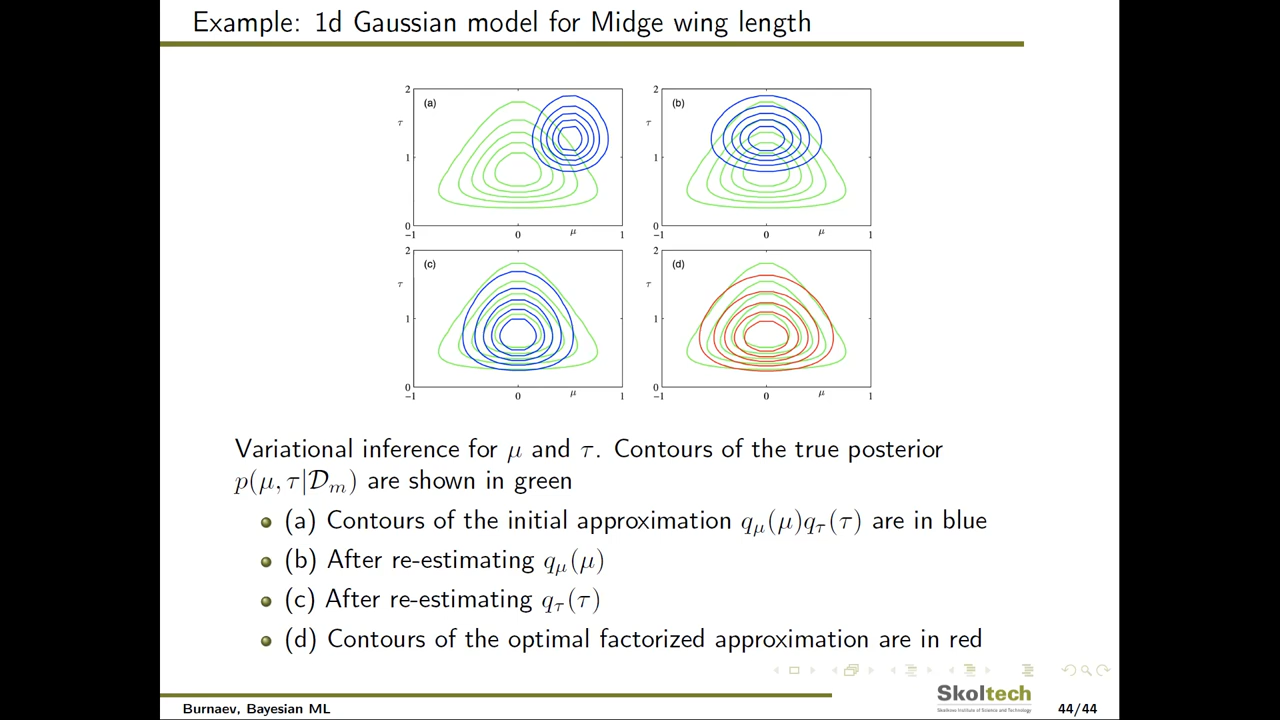 Example: 1d Gaussian model for Midge wing length
(a)
2
τ
1
0
−1
0
μ
1
(b)
2
τ
1
0
−1
0
μ
1
(c)
2
τ
1
0
−1
0
μ
1
(d)
2
τ
1
0
−1
0
μ
1
Variational inference for μ and τ. Contours of the true posterior
p(μ, τ|𝒟ₘ) are shown in green
(a) Contours of the initial approximation q_μ(μ)q_τ(τ) are in blue
(b) After re-estimating q_μ(μ)
(c) After re-estimating q_τ(τ)
(d) Contours of the optimal factorized approximation are in red
Skoltech
Skolkovo Institute of Science and Technology
Burnaev, Bayesian ML
44/44